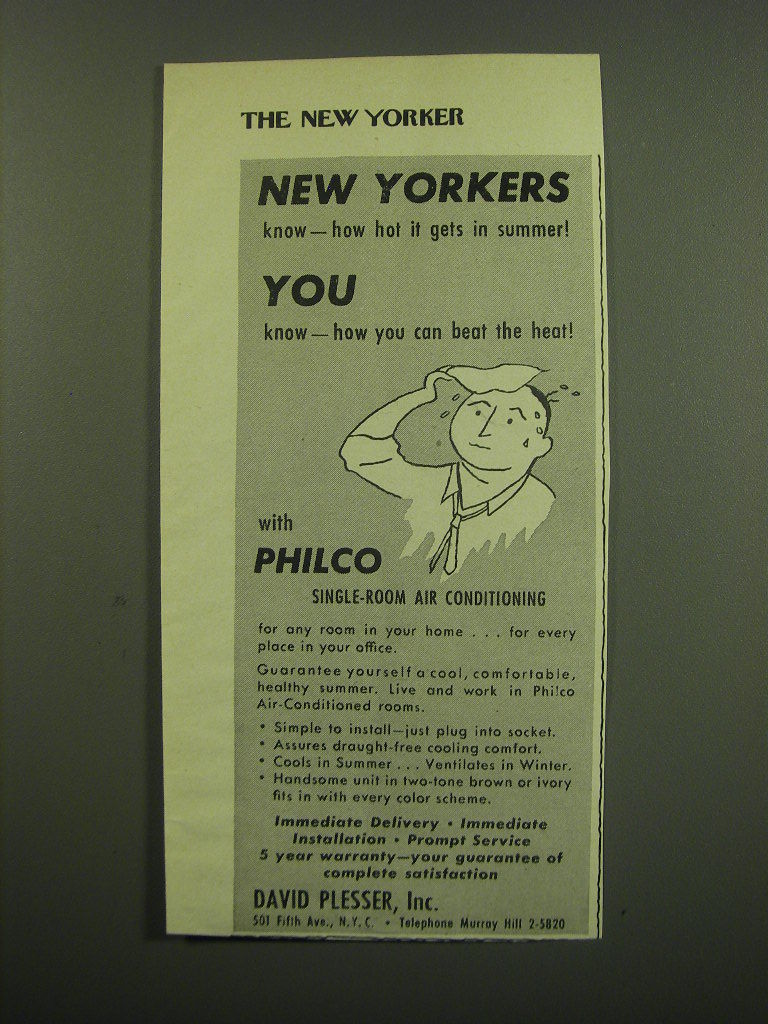 THE NEW YORKER
NEW YORKERS
know—how hot it gets in summer!
YOU
know—how you can beat the heat!
with
PHILCO
SINGLE-ROOM AIR CONDITIONING
for any room in your home . . . for every
place in your office.
Guarantee yourself a cool, comfortable,
healthy summer. Live and work in Philco
Air-Conditioned rooms.
* Simple to install—just plug into socket.
* Assures draught-free cooling comfort.
* Cools in Summer . . . Ventilates in Winter.
* Handsome unit in two-tone brown or ivory
fits in with every color scheme.
Immediate Delivery • Immediate
Installation • Prompt Service
5 year warranty—your guarantee of
complete satisfaction
DAVID PLESSER, Inc.
501 Fifth Ave., N.Y.C. • Telephone Murray Hill 2-5820